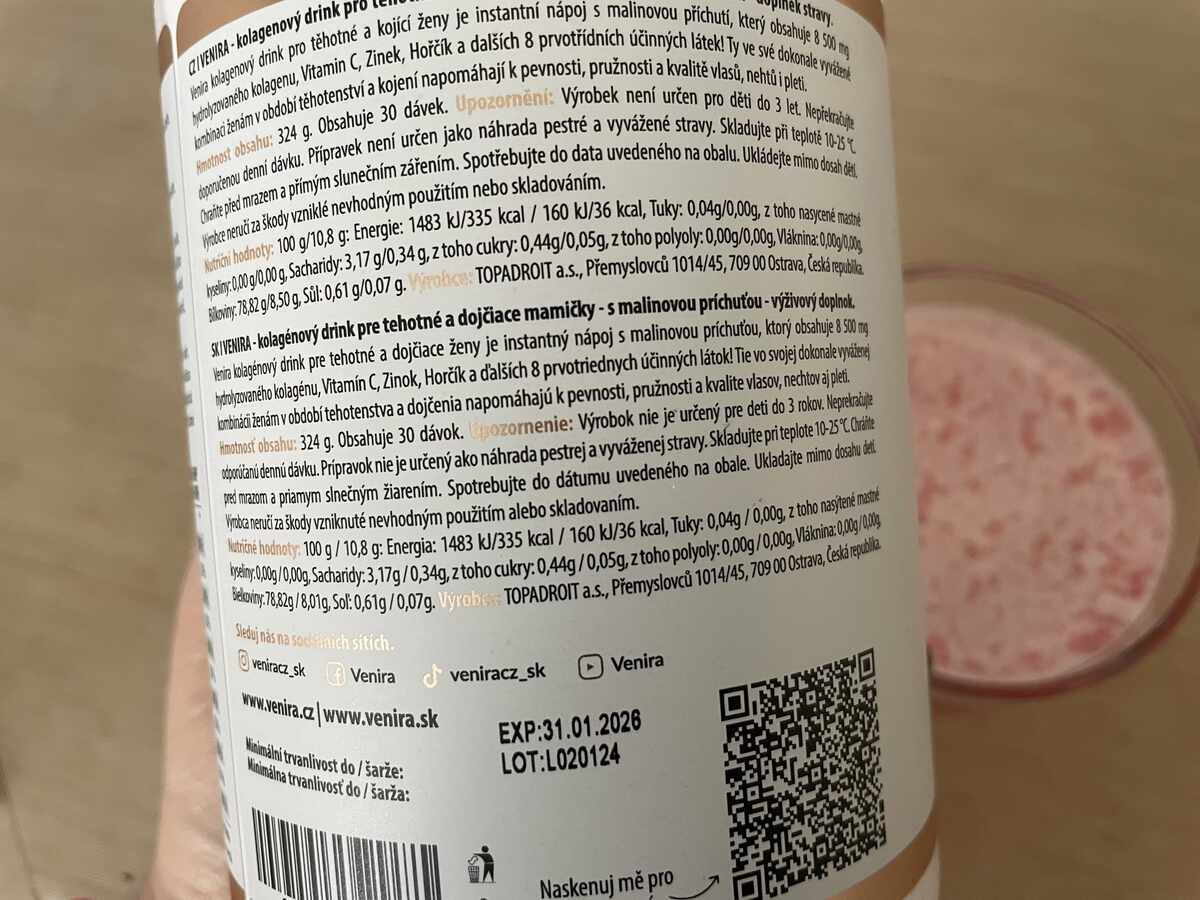 CZ | VENIRA - kolagenový drink pro
doplněk stravy.
Venira kolagenový drink pro těhotné a kojící ženy je instantní nápoj s malinovou příchutí, který obsahuje 8 500 mg
hydrolyzovaného kolagenu, Vitamin C, Zinek, Hořčík a dalších 8 prvotřídních účinných látek! Ty ve své dokonale vyvážené
kombinaci ženám v období těhotenství a kojení napomáhají k pevnosti, pružnosti a kvalitě vlasů, nehtů i pleti.
Hmotnost obsahu: 324 g. Obsahuje 30 dávek. Upozornění: Výrobek není určen pro děti do 3 let. Nepřekračujte
doporučenou denní dávku. Přípravek není určen jako náhrada pestré a vyvážené stravy. Skladujte při teplotě 10-25 °C.
Chraňte před mrazem a přímým slunečním zářením. Spotřebujte do data uvedeného na obalu. Ukládejte mimo dosah dětí.
Výrobce neručí za škody vzniklé nevhodným použitím nebo skladováním.
Nutriční hodnoty: 100 g/10,8 g: Energie: 1483 kJ/335 kcal / 160 kJ/36 kcal, Tuky: 0,04g/0,00g, z toho nasycené mastné
kyseliny: 0,00 g/0,00 g, Sacharidy: 3,17 g/0,34 g, z toho cukry: 0,44g/0,05g, z toho polyoly: 0,00g/0,00g, Vláknina: 0,00g/0,00g,
Bílkoviny: 78,82 g/8,50 g, Sůl: 0,61 g/0,07 g. Výrobce: TOPADROIT a.s., Přemyslovců 1014/45, 709 00 Ostrava, Česká republika.
SK | VENIRA - kolagénový drink pre tehotné a dojčiace mamičky - s malinovou príchuťou - výživový doplnok.
Venira kolagénový drink pre tehotné a dojčiace ženy je instantný nápoj s malinovou príchuťou, ktorý obsahuje 8 500 mg
hydrolyzovaného kolagénu, Vitamín C, Zinok, Horčík a ďalších 8 prvotriednych účinných látok! Tie vo svojej dokonale vyváženej
kombinácii ženám v období tehotenstva a dojčenia napomáhajú k pevnosti, pružnosti a kvalite vlasov, nechtov aj pleti.
Hmotnosť obsahu: 324 g. Obsahuje 30 dávok. Upozornenie: Výrobok nie je určený pre deti do 3 rokov. Neprekračujte
odporúčanú dennú dávku. Prípravok nie je určený ako náhrada pestrej a vyváženej stravy. Skladujte pri teplote 10-25 °C. Chráňte
pred mrazom a priamym slnečným žiarením. Spotrebujte do dátumu uvedeného na obale. Ukladajte mimo dosahu detí.
Výrobca neručí za škody vzniknuté nevhodným použitím alebo skladovaním.
Nutričné hodnoty: 100 g / 10,8 g: Energia: 1483 kJ/335 kcal / 160 kJ/36 kcal, Tuky: 0,04g / 0,00g, z toho nasýtené mastné
kyseliny: 0,00g / 0,00g, Sacharidy: 3,17g / 0,34g, z toho cukry: 0,44g / 0,05g, z toho polyoly: 0,00g / 0,00g, Vláknina: 0,00g / 0,00g,
Bielkoviny: 78,82g / 8,01g, Soľ: 0,61g / 0,07g. Výrobca: TOPADROIT a.s., Přemyslovců 1014/45, 709 00 Ostrava, Česká republika.
Sleduj nás na sociálních sítích.
veniracz_sk Venira veniracz_sk Venira
www.venira.cz | www.venira.sk
EXP:31.01.2026
LOT:L020124
Minimální trvanlivost do / šarže:
Minimálna trvanlivosť do / šarža:
Naskenuj mě pro